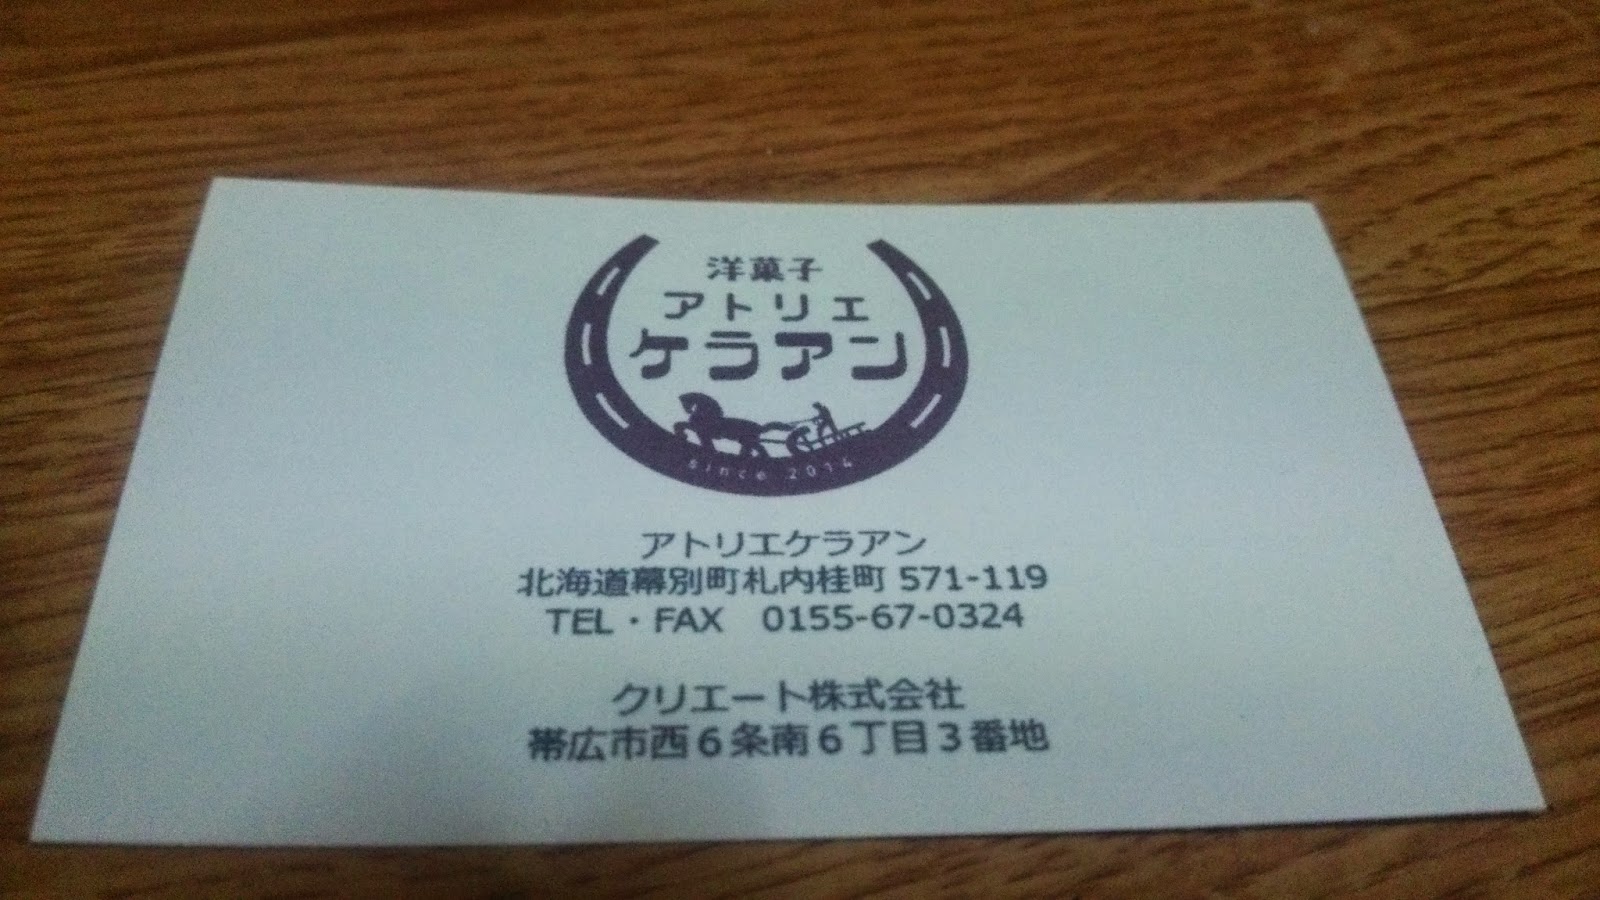 洋菓子
アトリエ
ケラアン
since 2014
アトリエケラアン
北海道幕別町札内桂町 571-119
TEL・FAX　0155-67-0324
クリエート株式会社
帯広市西６条南６丁目３番地